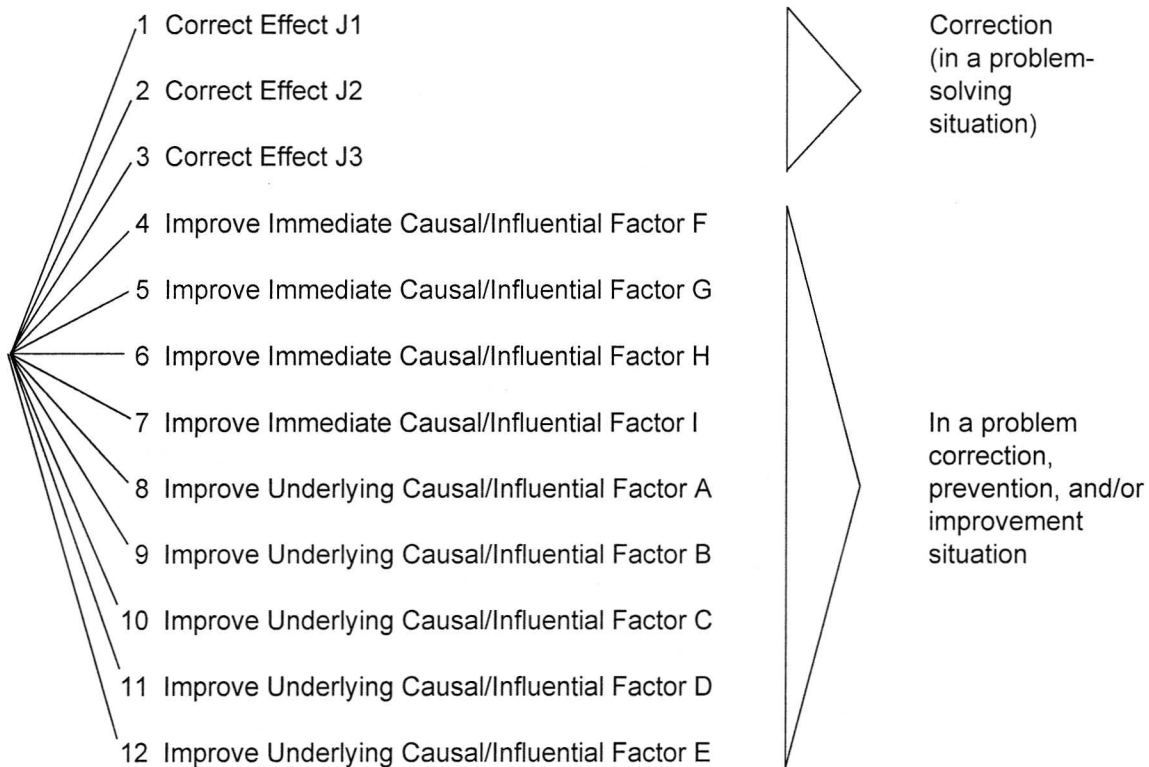 1 Correct Effect J1
2 Correct Effect J2
3 Correct Effect J3
4 Improve Immediate Causal/Influential Factor F
5 Improve Immediate Causal/Influential Factor G
6 Improve Immediate Causal/Influential Factor H
7 Improve Immediate Causal/Influential Factor I
8 Improve Underlying Causal/Influential Factor A
9 Improve Underlying Causal/Influential Factor B
10 Improve Underlying Causal/Influential Factor C
11 Improve Underlying Causal/Influential Factor D
12 Improve Underlying Causal/Influential Factor E
Correction
(in a problem-
solving
situation)
In a problem
correction,
prevention, and/or
improvement
situation